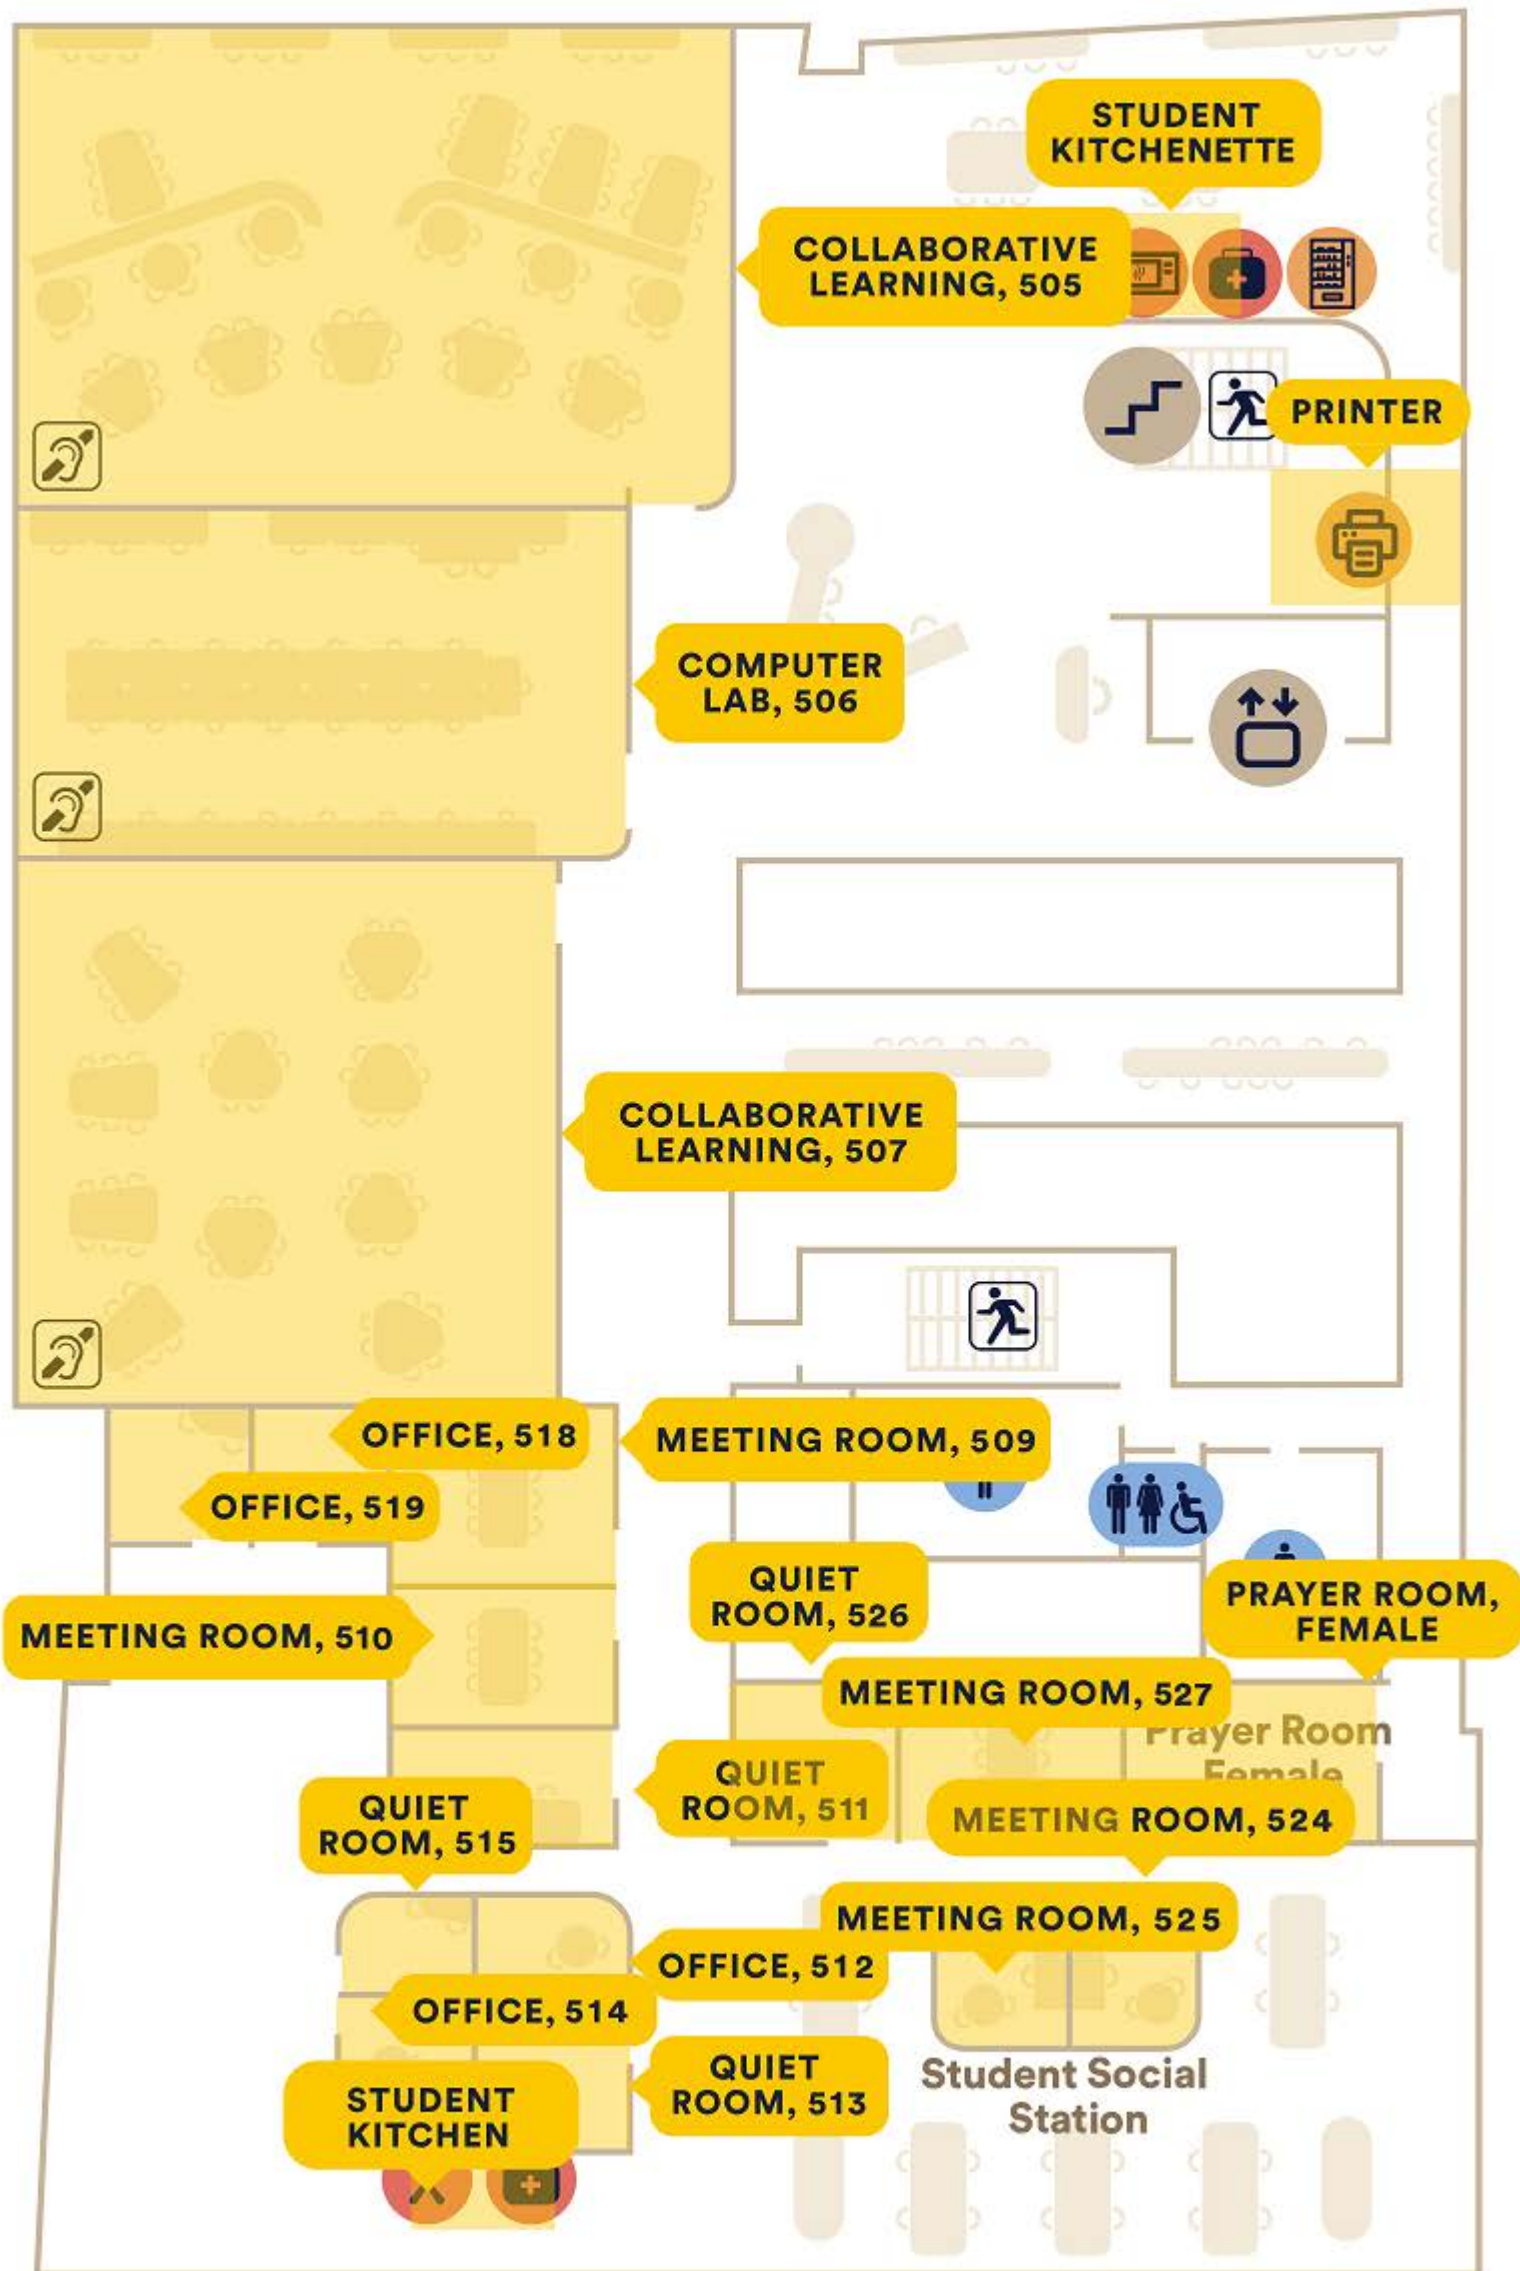 STUDENT
KITCHENETTE
COLLABORATIVE
LEARNING, 505
PRINTER
COMPUTER
LAB, 506
COLLABORATIVE
LEARNING, 507
OFFICE, 518
MEETING ROOM, 509
OFFICE, 519
QUIET
ROOM, 526
PRAYER ROOM,
FEMALE
MEETING ROOM, 510
MEETING ROOM, 527
Prayer Room
Female
QUIET
ROOM, 511
QUIET
ROOM, 515
MEETING ROOM, 524
MEETING ROOM, 525
OFFICE, 512
OFFICE, 514
QUIET
ROOM, 513
Student Social
Station
STUDENT
KITCHEN